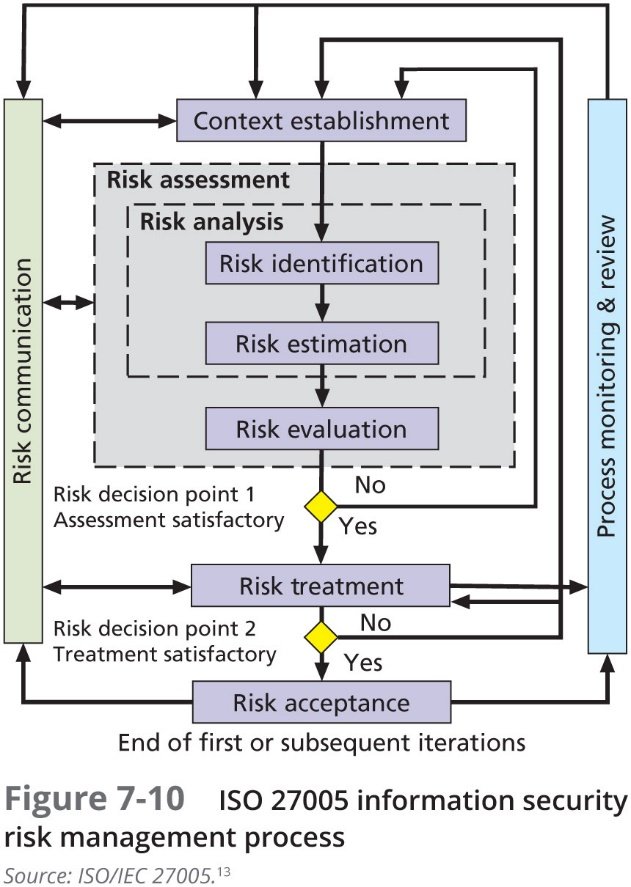 Context establishment
Risk assessment
Risk analysis
Risk identification
Risk estimation
Risk evaluation
Risk communication
Process monitoring & review
No
Risk decision point 1
Assessment satisfactory
Yes
Risk treatment
No
Risk decision point 2
Treatment satisfactory
Yes
Risk acceptance
End of first or subsequent iterations
Figure 7-10 ISO 27005 information security
risk management process
Source: ISO/IEC 27005.¹³